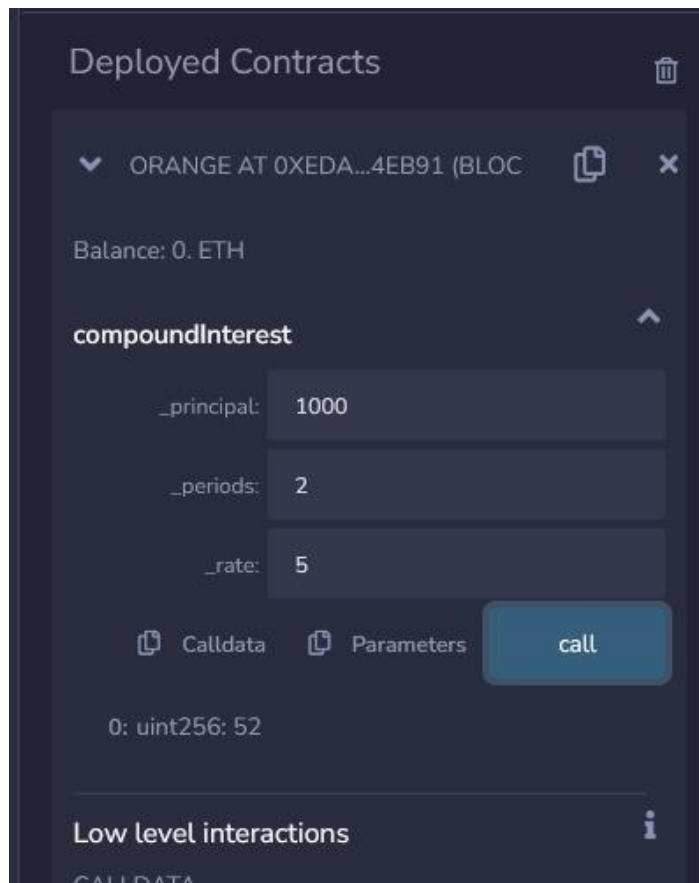 Deployed Contracts
ORANGE AT 0XEDA...4EB91 (BLOC
Balance: 0. ETH
compoundInterest
_principal: 1000
_periods: 2
_rate: 5
Calldata Parameters call
0: uint256: 52
Low level interactions
CALLDATA